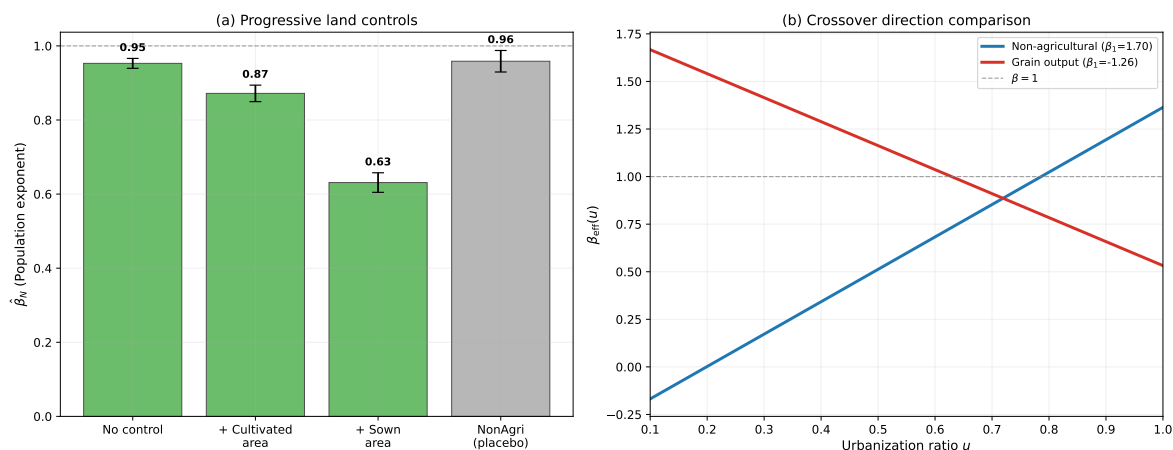 (a) Progressive land controls
0.95
0.87
0.63
0.96
1.0
0.8
0.6
0.4
0.2
0.0
β̂_N (Population exponent)
No control
+ Cultivated
area
+ Sown
area
NonAgri
(placebo)
(b) Crossover direction comparison
Non-agricultural (β₁=1.70)
Grain output (β₁=-1.26)
β = 1
1.75
1.50
1.25
1.00
0.75
0.50
0.25
0.00
−0.25
β_eff(u)
0.1
0.2
0.3
0.4
0.5
0.6
0.7
0.8
0.9
1.0
Urbanization ratio u